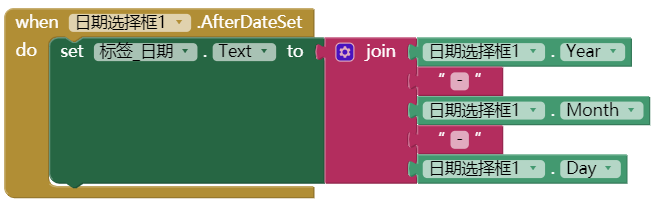 when 日期选择框1 .AfterDateSet
do set 标签_日期 . Text to join 日期选择框1 . Year
“ - ”
日期选择框1 . Month
“ - ”
日期选择框1 . Day